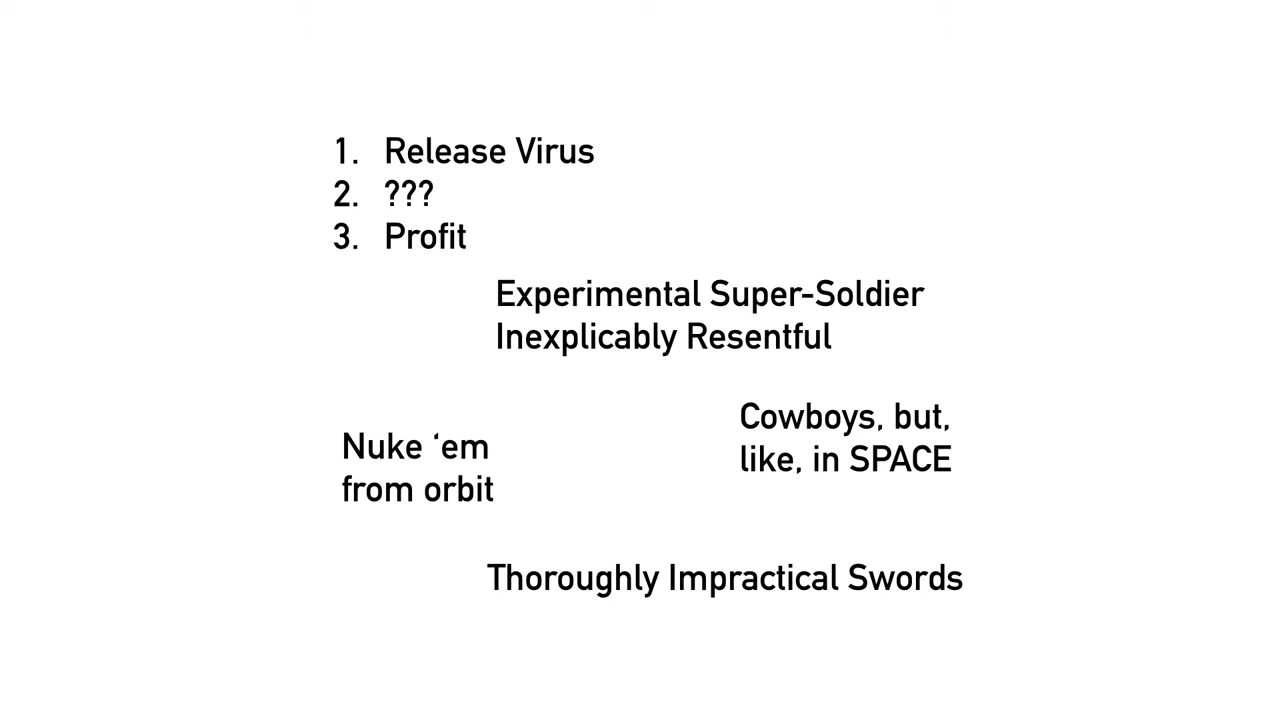 1. Release Virus
2. ???
3. Profit
Experimental Super-Soldier
Inexplicably Resentful
Cowboys, but,
like, in SPACE
Nuke ‘em
from orbit
Thoroughly Impractical Swords